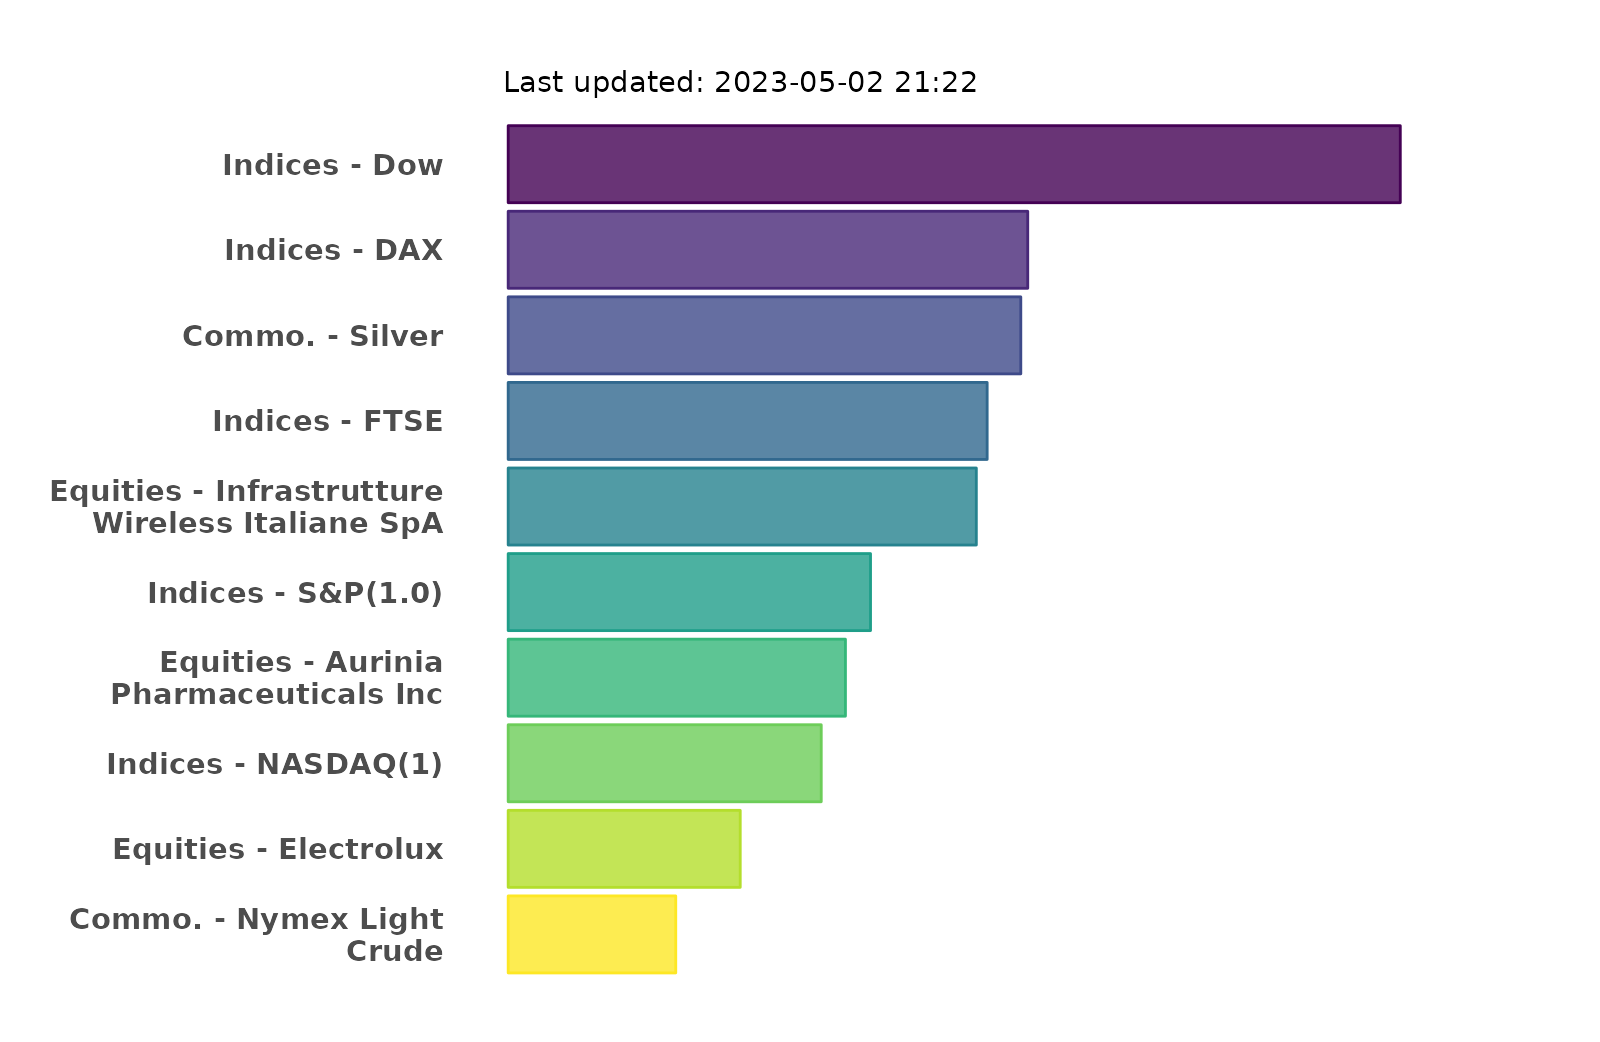 Last updated: 2023-05-02 21:22
Indices - Dow
Indices - DAX
Commo. - Silver
Indices - FTSE
Equities - Infrastrutture
Wireless Italiane SpA
Indices - S&P(1.0)
Equities - Aurinia
Pharmaceuticals Inc
Indices - NASDAQ(1)
Equities - Electrolux
Commo. - Nymex Light
Crude